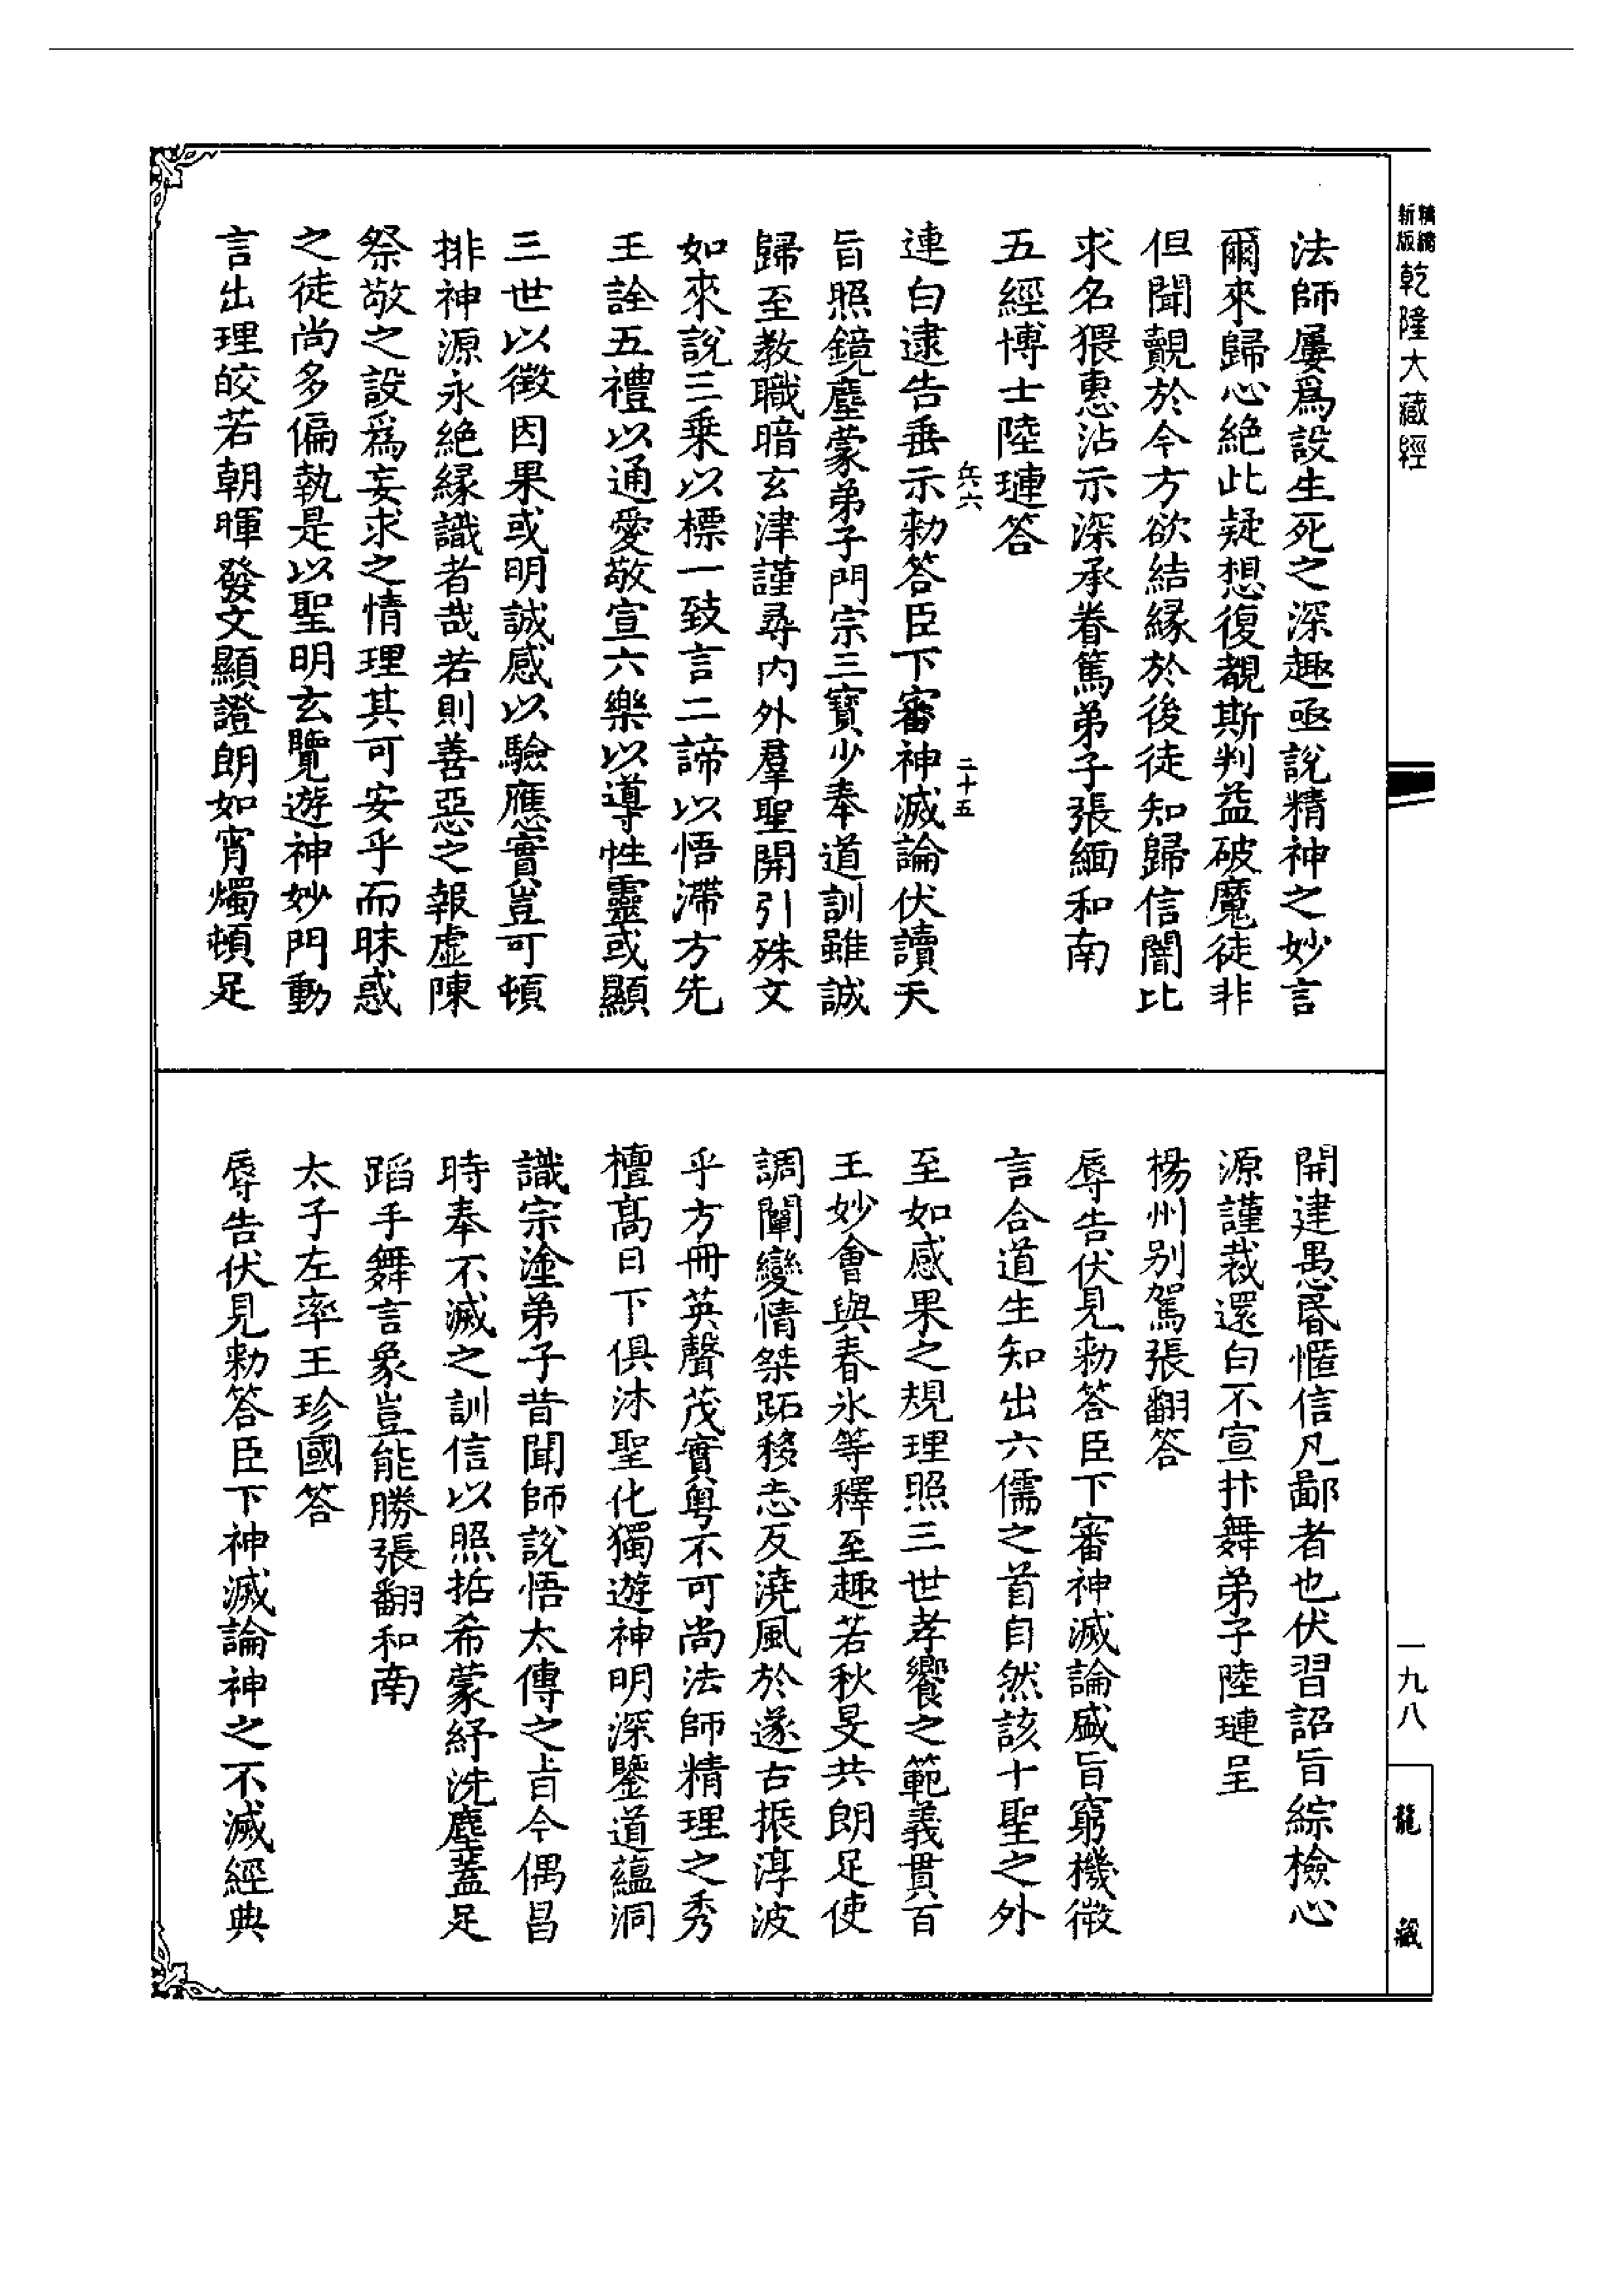 精繕
新版
乾隆大藏經
法師屢爲設生死之深趣亟說精神之妙言
爾來歸心絶此疑想復覩斯判益破魔徒非
但聞覿於今方欲結緣於後徒知歸信闇比
求名猥惠沾示深承眷篤弟子張緬和南
五經博士陸璉答
兵六
二十五
連白逮告垂示勑答臣下審神滅論伏讀天
旨照鏡塵蒙弟子門宗三寶少奉道訓雖誠
歸至教職暗玄津謹尋内外羣聖開引殊文
如來說三乘以標一致言二諦以悟滯方先
王詮五禮以通愛敬宣六樂以導性靈或顯
三世以徵因果或明誠感以驗應實豈可頓
排神源永絶緣識者哉若則善惡之報虛陳
祭敬之設爲妄求之情理其可安乎而昧惑
之徒尚多偏執是以聖明玄覽遊神妙門動
言出理皎若朝暉發文顯證朗如宵燭頓足
開建愚昏慛信凡鄙者也伏習詔旨綜檢心
源謹裁還白不宣抃舞弟子陸璉呈
楊州别駕張翻答
辱告伏見勑答臣下審神滅論盛旨窮機微
言合道生知出六儒之首自然該十聖之外
至如感果之規理照三世孝饗之範義貫百
王妙會與春氷等釋至趣若秋旻共朗足使
調闡變情桀跖移志反澆風於遂古振淳波
乎方冊英聲茂實粤不可尚法師精理之秀
檀髙日下俱沐聖化獨遊神明深鑒道蘊洞
識宗塗弟子昔聞師說悟太傅之旨今偶昌
時奉不滅之訓信以照哲希蒙紓洗塵蓋足
蹈手舞言象豈能勝張翻和南
太子左率王珍國答
辱告伏見勑答臣下神滅論神之不滅經典
一九八
龍
藏